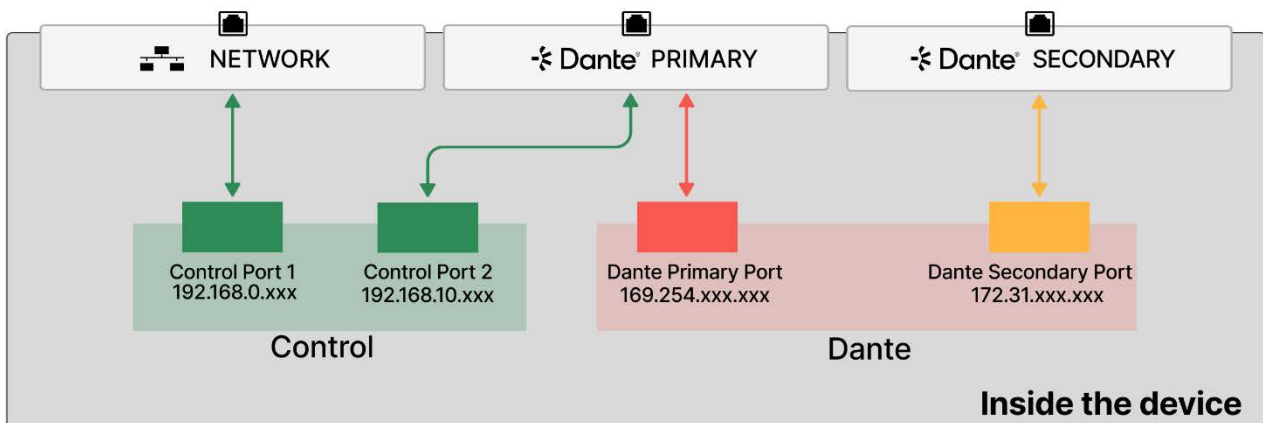 NETWORK
Dante® PRIMARY
Dante® SECONDARY
Control Port 1
192.168.0.xxx
Control Port 2
192.168.10.xxx
Dante Primary Port
169.254.xxx.xxx
Dante Secondary Port
172.31.xxx.xxx
Control
Dante
Inside the device